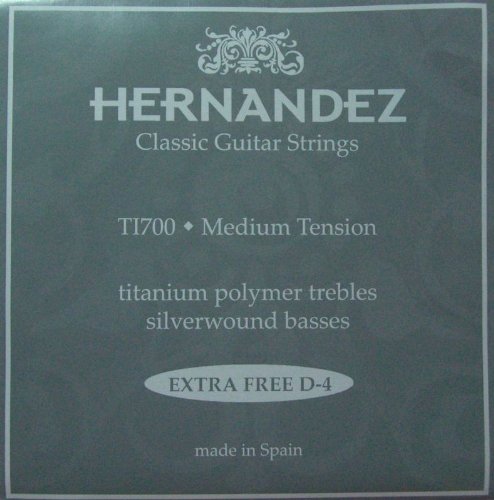 HERNANDEZ
Classic Guitar Strings
TI700 ◆ Medium Tension
titanium polymer trebles
silverwound basses
EXTRA FREE D-4
made in Spain